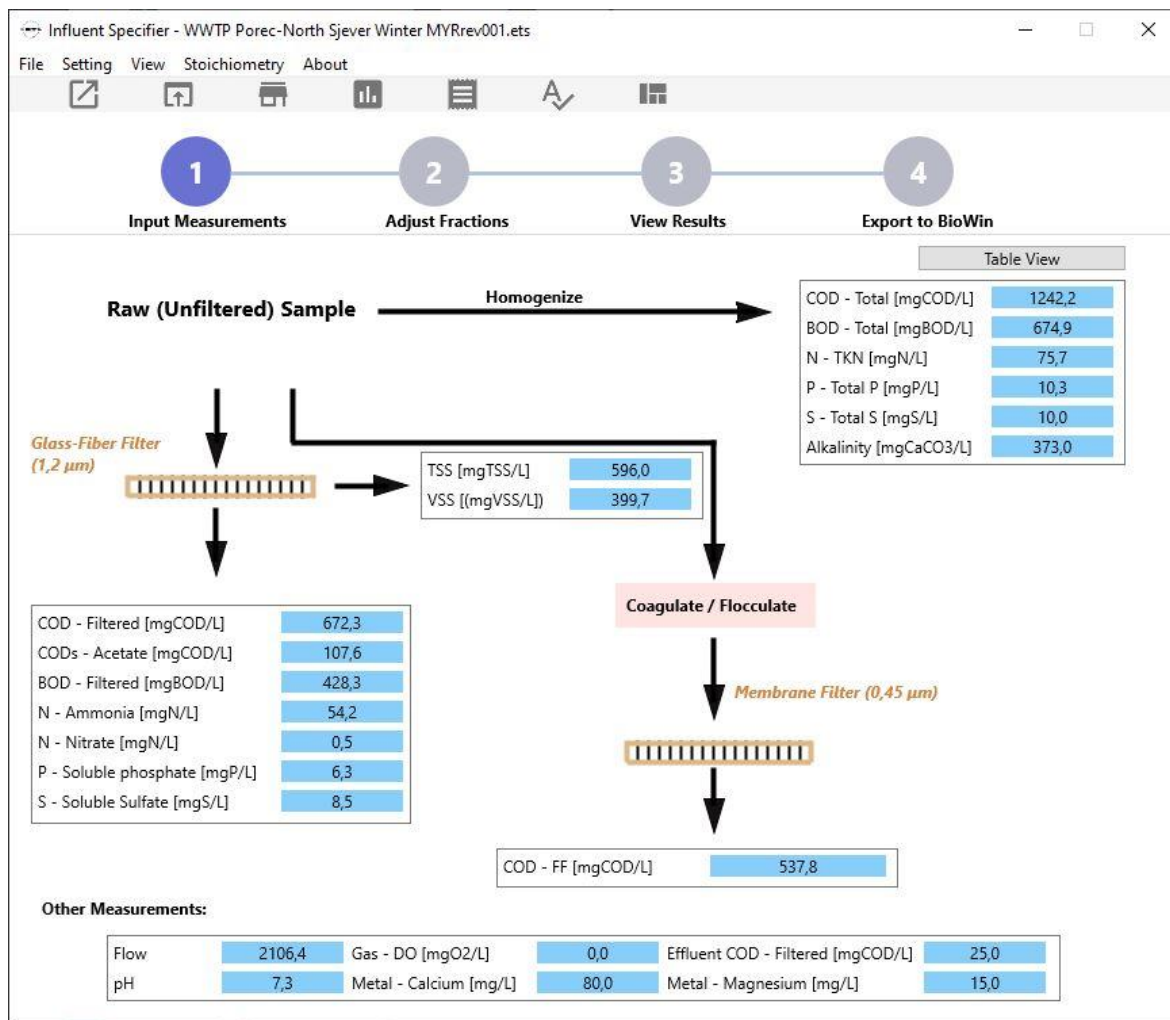 Influent Specifier - WWTP Porec-North Sjever Winter MYRrev001.ets
File Setting View Stoichiometry About
1 2 3 4
Input Measurements Adjust Fractions View Results Export to BioWin
Table View
Raw (Unfiltered) Sample
Homogenize
COD - Total [mgCOD/L] 1242,2
BOD - Total [mgBOD/L] 674,9
N - TKN [mgN/L] 75,7
P - Total P [mgP/L] 10,3
S - Total S [mgS/L] 10,0
Alkalinity [mgCaCO3/L] 373,0
Glass-Fiber Filter
(1,2 µm)
TSS [mgTSS/L] 596,0
VSS [(mgVSS/L]) 399,7
Coagulate / Flocculate
COD - Filtered [mgCOD/L] 672,3
CODs - Acetate [mgCOD/L] 107,6
BOD - Filtered [mgBOD/L] 428,3
N - Ammonia [mgN/L] 54,2
N - Nitrate [mgN/L] 0,5
P - Soluble phosphate [mgP/L] 6,3
S - Soluble Sulfate [mgS/L] 8,5
Membrane Filter (0,45 µm)
COD - FF [mgCOD/L] 537,8
Other Measurements:
Flow 2106,4 Gas - DO [mgO2/L] 0,0 Effluent COD - Filtered [mgCOD/L] 25,0
pH 7,3 Metal - Calcium [mg/L] 80,0 Metal - Magnesium [mg/L] 15,0